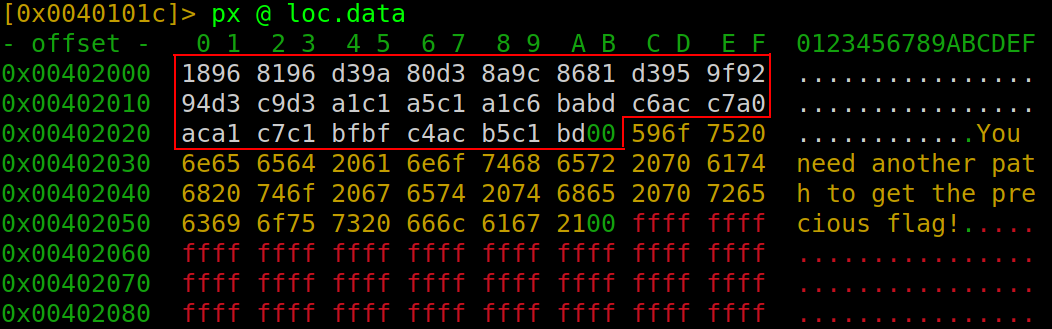 [0x0040101c]> px @ loc.data
- offset -   0 1  2 3  4 5  6 7  8 9  A B  C D  E F  0123456789ABCDEF
0x00402000  1896 8196 d39a 80d3 8a9c 8681 d395 9f92  ................
0x00402010  94d3 c9d3 a1c1 a5c1 a1c6 babd c6ac c7a0  ................
0x00402020  aca1 c7c1 bfbf c4ac b5c1 bd00 596f 7520  ............You
0x00402030  6e65 6564 2061 6e6f 7468 6572 2070 6174  need another pat
0x00402040  6820 746f 2067 6574 2074 6865 2070 7265  h to get the pre
0x00402050  6369 6f75 7320 666c 6167 2100 ffff ffff  cious flag!.....
0x00402060  ffff ffff ffff ffff ffff ffff ffff ffff  ................
0x00402070  ffff ffff ffff ffff ffff ffff ffff ffff  ................
0x00402080  ffff ffff ffff ffff ffff ffff ffff ffff  ................